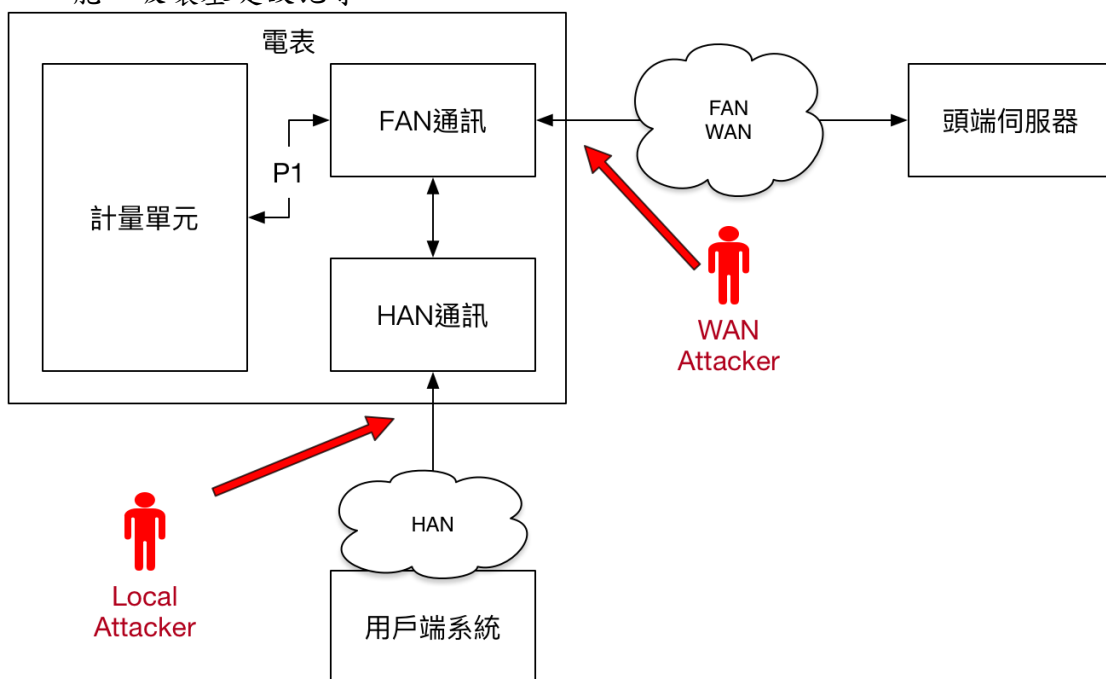 電表
計量單元
P1
FAN通訊
HAN通訊
FAN
WAN
頭端伺服器
WAN
Attacker
Local
Attacker
HAN
用戶端系統